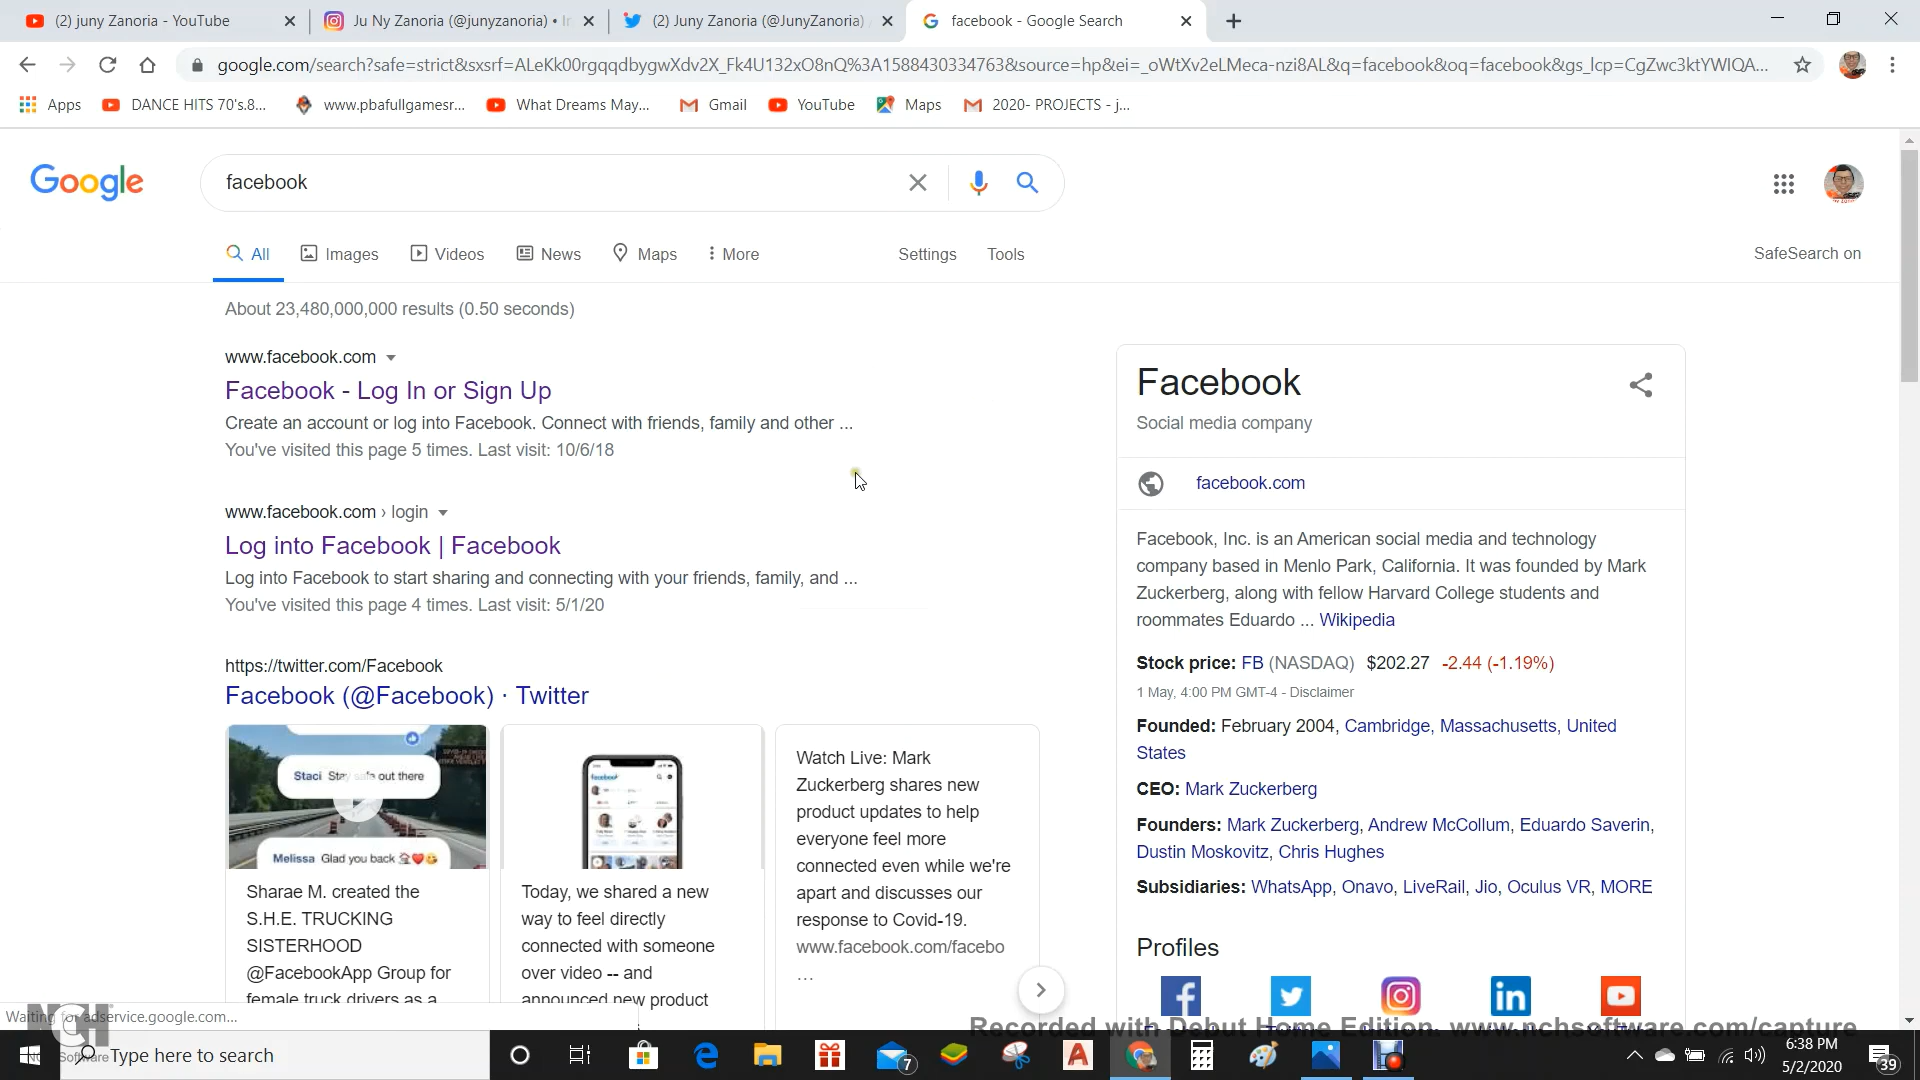 (2) juny Zanoria - YouTube
Ju Ny Zanoria (@junyzanoria) • In
(2) Juny Zanoria (@JunyZanoria)
facebook - Google Search
google.com/search?safe=strict&sxsrf=ALeKk00rgqqdbygwXdv2X_Fk4U132xO8nQ%3A1588430334763&source=hp&ei=_oWtXv2eLMeca-nzi8AL&q=facebook&oq=facebook&gs_lcp=CgZwc3ktYWIQA...
Apps
DANCE HITS 70's.8...
www.pbafullgamesr...
What Dreams May...
Gmail
YouTube
Maps
2020- PROJECTS - j...
Google
facebook
All
Images
Videos
News
Maps
More
Settings
Tools
SafeSearch on
About 23,480,000,000 results (0.50 seconds)
www.facebook.com
Facebook - Log In or Sign Up
Create an account or log into Facebook. Connect with friends, family and other ...
You've visited this page 5 times. Last visit: 10/6/18
www.facebook.com › login
Log into Facebook | Facebook
Log into Facebook to start sharing and connecting with your friends, family, and ...
You've visited this page 4 times. Last visit: 5/1/20
https://twitter.com/Facebook
Facebook (@Facebook) · Twitter
Staci Stay safe out there
Melissa Glad you back
Sharae M. created the
S.H.E. TRUCKING
SISTERHOOD
@FacebookApp Group for
female truck drivers as a
facebook
Today, we shared a new
way to feel directly
connected with someone
over video -- and
announced new product
Watch Live: Mark
Zuckerberg shares new
product updates to help
everyone feel more
connected even while we're
apart and discusses our
response to Covid-19.
www.facebook.com/facebo
...
Facebook
Social media company
facebook.com
Facebook, Inc. is an American social media and technology
company based in Menlo Park, California. It was founded by Mark
Zuckerberg, along with fellow Harvard College students and
roommates Eduardo ... Wikipedia
Stock price: FB (NASDAQ) $202.27 -2.44 (-1.19%)
1 May, 4:00 PM GMT-4 - Disclaimer
Founded: February 2004, Cambridge, Massachusetts, United
States
CEO: Mark Zuckerberg
Founders: Mark Zuckerberg, Andrew McCollum, Eduardo Saverin,
Dustin Moskovitz, Chris Hughes
Subsidiaries: WhatsApp, Onavo, LiveRail, Jio, Oculus VR, MORE
Profiles
Waiting for adservice.google.com...
NCH
NCH Software
Recorded with Debut Home Edition. www.nchsoftware.com/capture
Type here to search
7
6:38 PM
5/2/2020
39